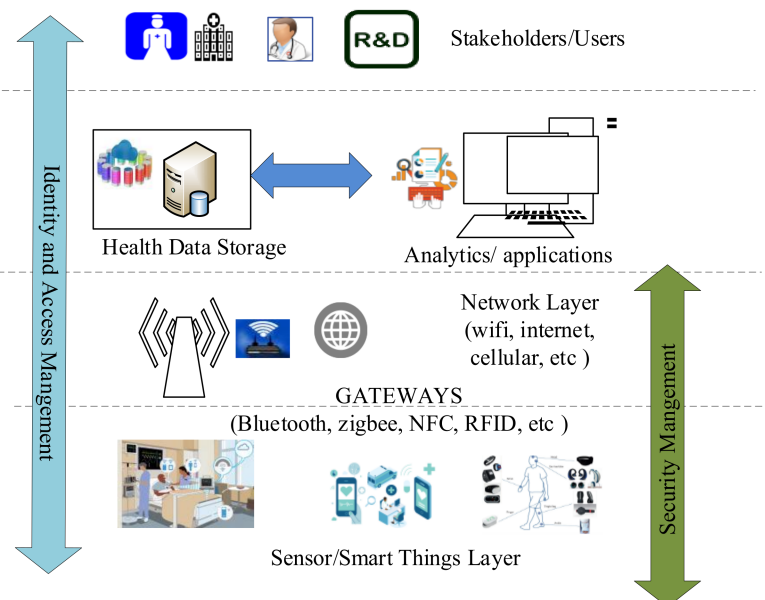 R&D
Stakeholders/Users
Health Data Storage
Analytics/ applications
Network Layer
(wifi, internet,
cellular, etc )
GATEWAYS
(Bluetooth, zigbee, NFC, RFID, etc )
Sensor/Smart Things Layer
Identity and Access Mangement
Security Mangement